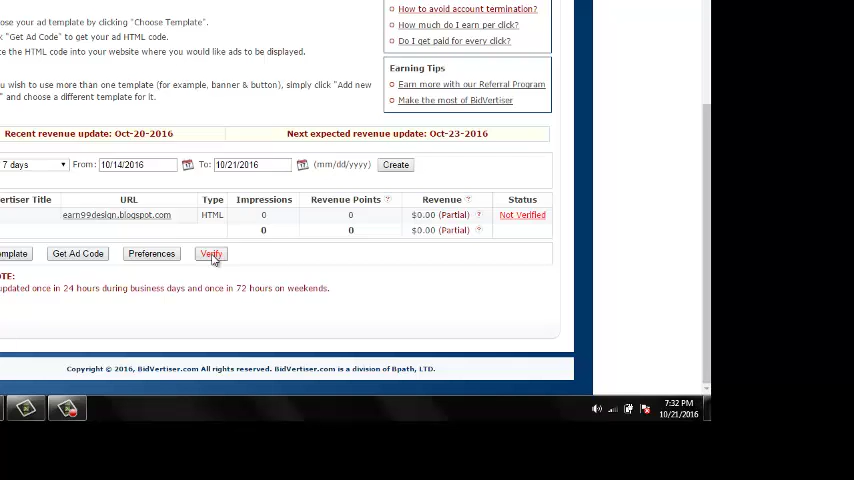 ose your ad template by clicking "Choose Template".
k "Get Ad Code" to get your ad HTML code.
te the HTML code into your website where you would like ads to be displayed.
u wish to use more than one template (for example, banner & button), simply click "Add new
" and choose a different template for it.
How to avoid account termination?
How much do I earn per click?
Do I get paid for every click?
Earning Tips
Earn more with our Referral Program
Make the most of BidVertiser
Recent revenue update: Oct-20-2016 Next expected revenue update: Oct-23-2016
7 days From: 10/14/2016 To: 10/21/2016 (mm/dd/yyyy) Create
ertiser Title URL Type Impressions Revenue Points ? Revenue ? Status
earn99design.blogspot.com HTML 0 0 $0.00 (Partial) ? Not Verified
0 0 $0.00 (Partial) ?
mplate Get Ad Code Preferences Verify
OTE:
updated once in 24 hours during business days and once in 72 hours on weekends.
Copyright © 2016, BidVertiser.com All rights reserved. BidVertiser.com is a division of Bpath, LTD.
7:32 PM
10/21/2016